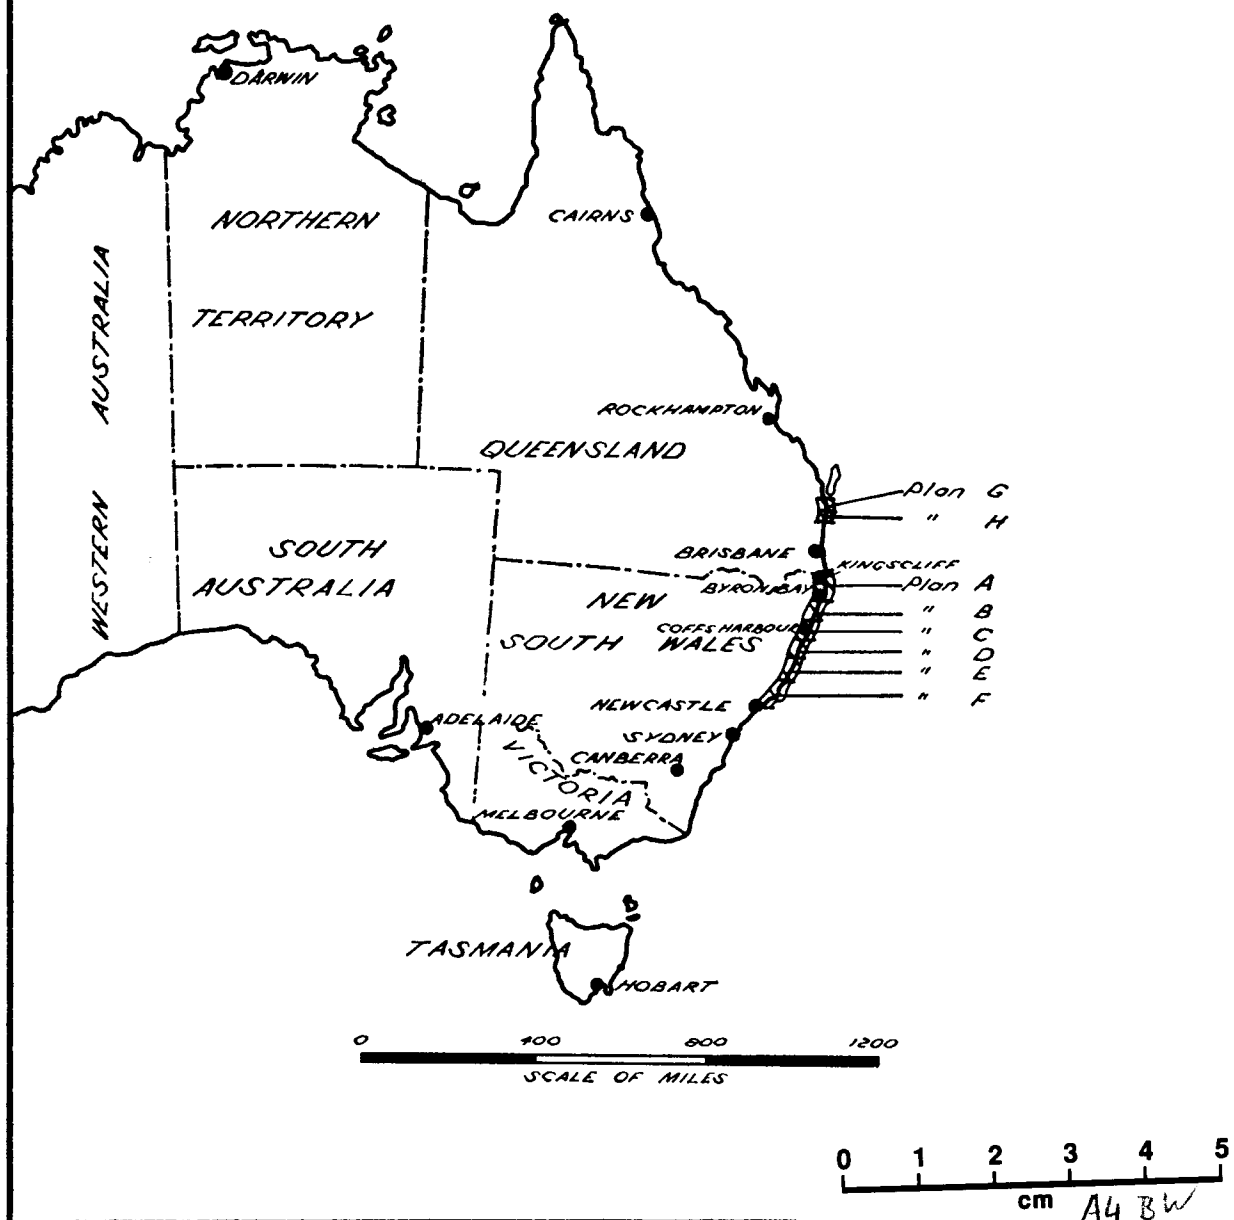 DARWIN
NORTHERN
CAIRNS
TERRITORY
WESTERN AUSTRALIA
ROCKHAMPTON
QUEENSLAND
Plan G
" H
SOUTH
AUSTRALIA
BRISBANE
KINGSCLIFF
BYRON BAY
Plan A
NEW
" B
COFFS HARBOUR
" C
SOUTH WALES
" D
" E
" F
NEWCASTLE
ADELAIDE
SYDNEY
CANBERRA
VICTORIA
MELBOURNE
TASMANIA
HOBART
0 400 800 1200
SCALE OF MILES
0 1 2 3 4 5
cm
A4 BW